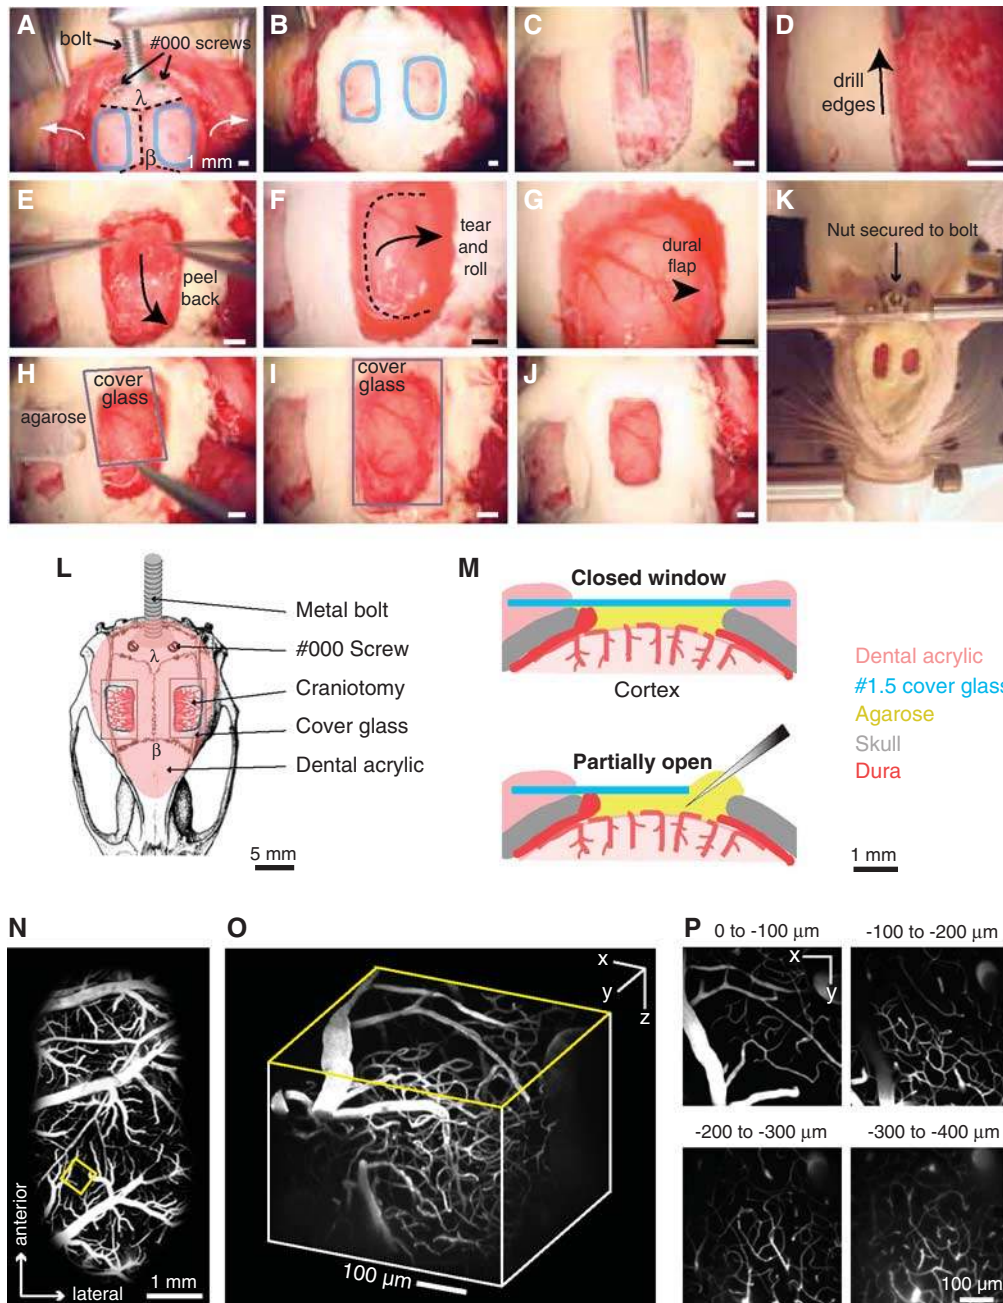 A
bolt
#000 screws
λ
β
1 mm
B
C
D
drill
edges
E
peel
back
F
tear
and
roll
G
dural
flap
K
Nut secured to bolt
H
cover
glass
agarose
I
cover
glass
J
L
Metal bolt
#000 Screw
Craniotomy
Cover glass
Dental acrylic
λ
β
5 mm
M
Closed window
Cortex
Partially open
Dental acrylic
#1.5 cover glass
Agarose
Skull
Dura
1 mm
N
anterior
lateral
1 mm
O
x
y
z
100 µm
P
0 to -100 µm
-100 to -200 µm
x
y
-200 to -300 µm
-300 to -400 µm
100 µm